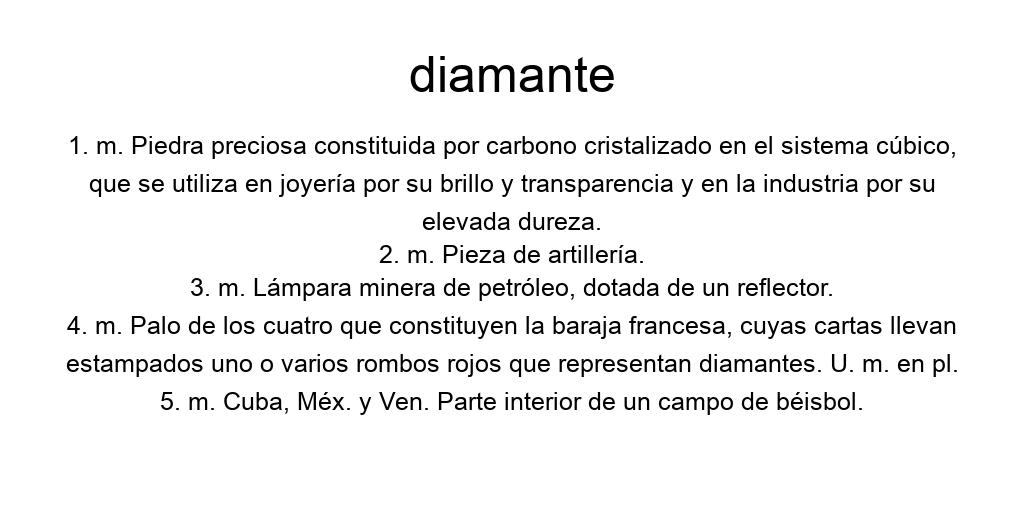 diamante
1. m. Piedra preciosa constituida por carbono cristalizado en el sistema cúbico,
que se utiliza en joyería por su brillo y transparencia y en la industria por su
elevada dureza.
2. m. Pieza de artillería.
3. m. Lámpara minera de petróleo, dotada de un reflector.
4. m. Palo de los cuatro que constituyen la baraja francesa, cuyas cartas llevan
estampados uno o varios rombos rojos que representan diamantes. U. m. en pl.
5. m. Cuba, Méx. y Ven. Parte interior de un campo de béisbol.